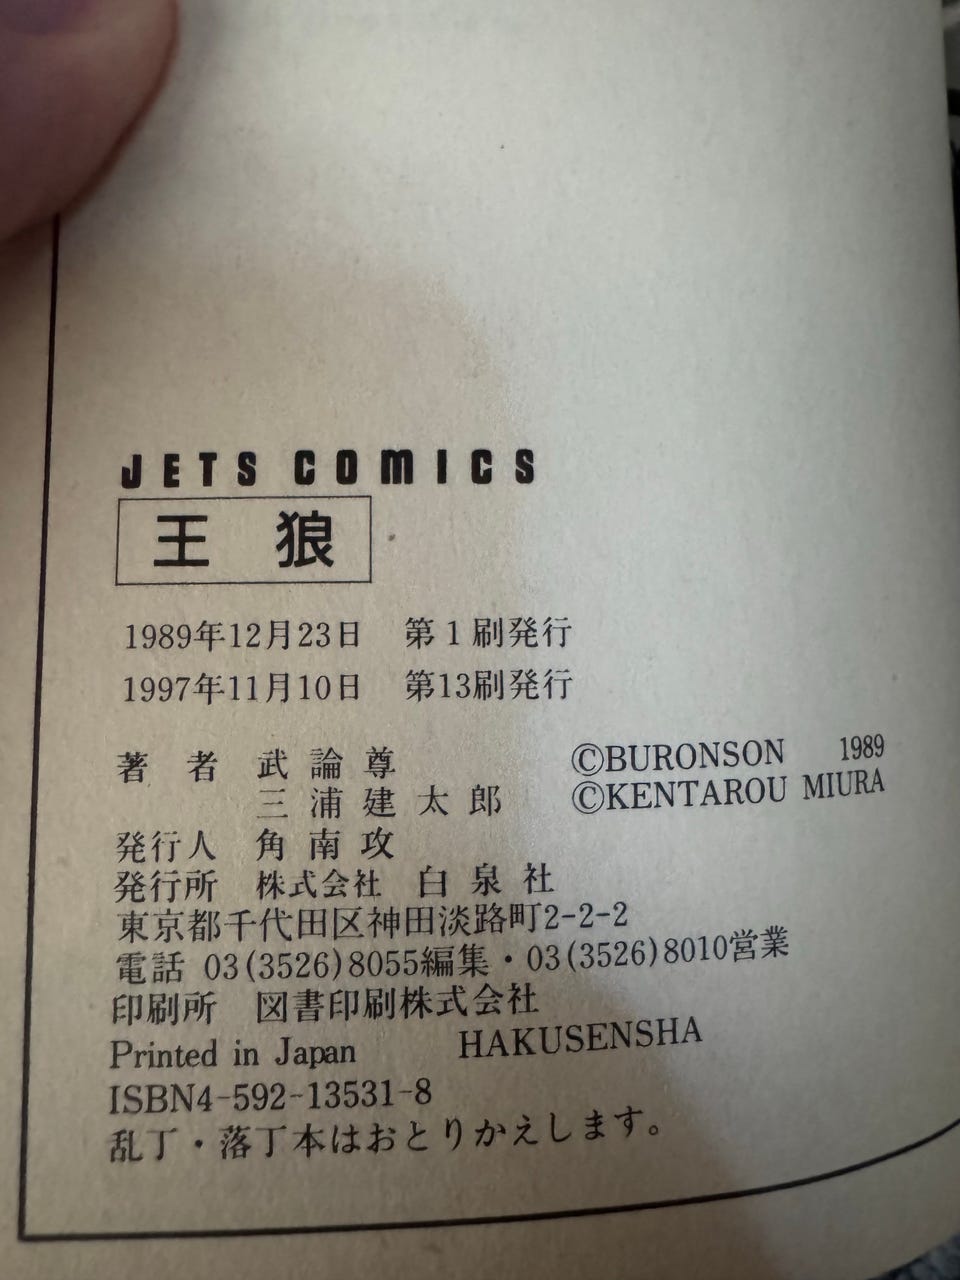 JETS COMICS
王狼
1989年12月23日 第1刷発行
1997年11月10日 第13刷発行
著者 武論尊 ©BURONSON 1989
三浦建太郎 ©KENTAROU MIURA
発行人 角南攻
発行所 株式会社 白泉社
東京都千代田区神田淡路町2-2-2
電話 03(3526)8055編集・03(3526)8010営業
印刷所 図書印刷株式会社
Printed in Japan HAKUSENSHA
ISBN4-592-13531-8
乱丁・落丁本はおとりかえします。